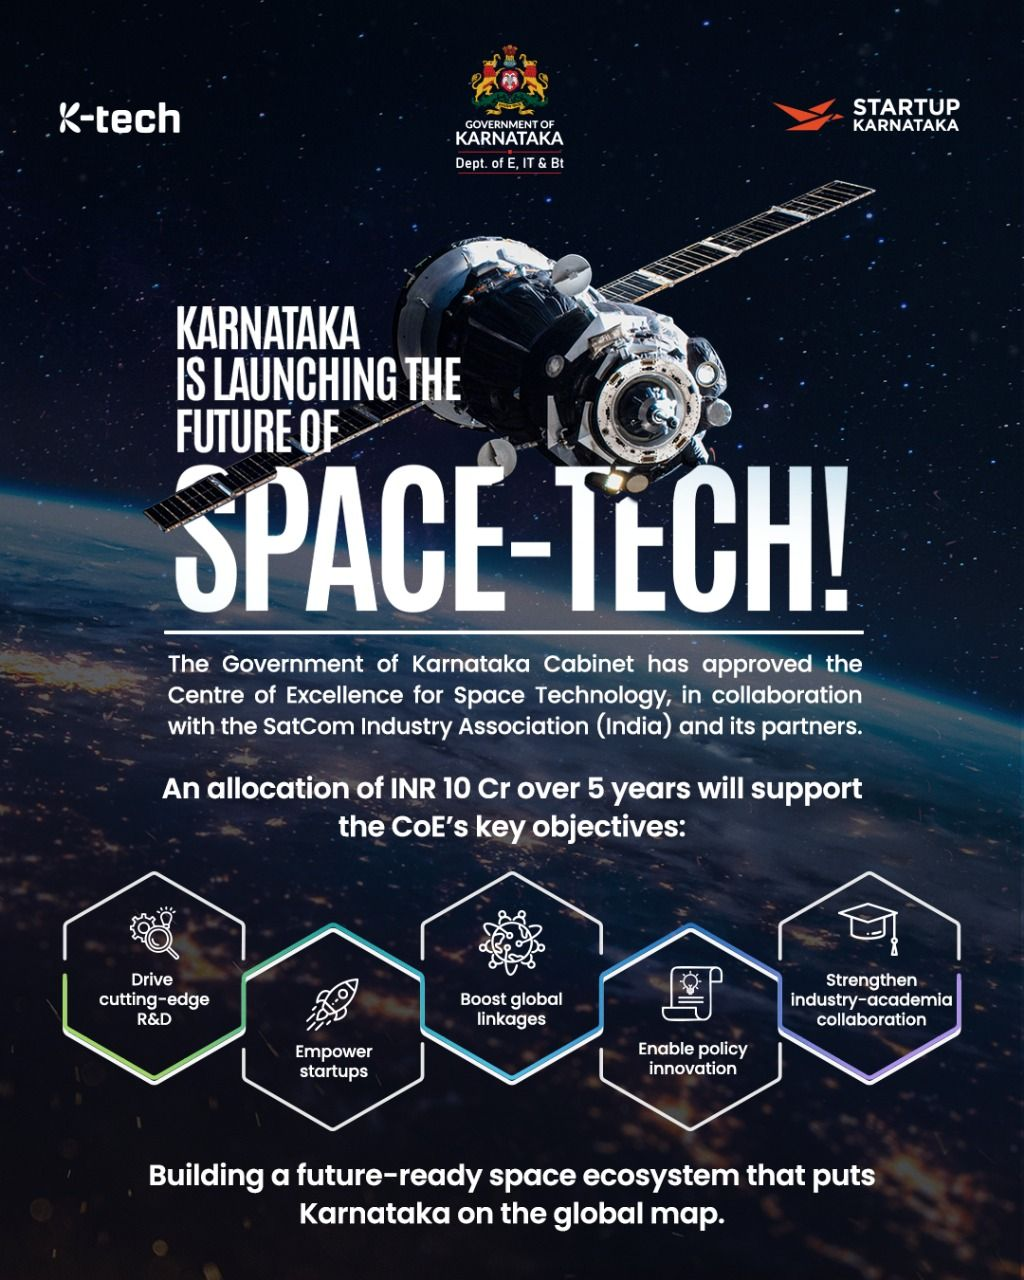 K-tech
GOVERNMENT OF
KARNATAKA
Dept. of E, IT & Bt
STARTUP
KARNATAKA
KARNATAKA
IS LAUNCHING THE
FUTURE OF
SPACE-TECH!
The Government of Karnataka Cabinet has approved the
Centre of Excellence for Space Technology, in collaboration
with the SatCom Industry Association (India) and its partners.
An allocation of INR 10 Cr over 5 years will support
the CoE's key objectives:
Drive
cutting-edge
R&D
Empower
startups
Boost global
linkages
Enable policy
innovation
Strengthen
industry-academia
collaboration
Building a future-ready space ecosystem that puts
Karnataka on the global map.